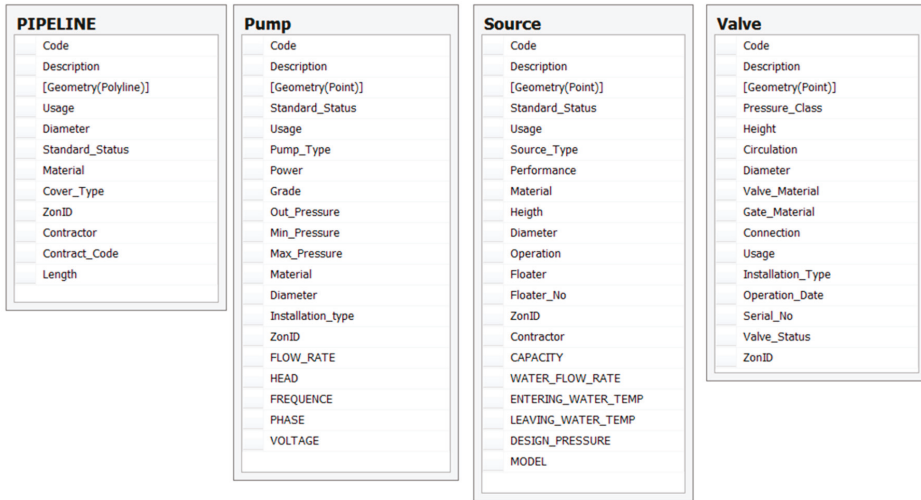 PIPELINE
Code
Description
[Geometry(Polyline)]
Usage
Diameter
Standard_Status
Material
Cover_Type
ZonID
Contractor
Contract_Code
Length
Pump
Code
Description
[Geometry(Point)]
Standard_Status
Usage
Pump_Type
Power
Grade
Out_Pressure
Min_Pressure
Max_Pressure
Material
Diameter
Installation_type
ZonID
FLOW_RATE
HEAD
FREQUENCE
PHASE
VOLTAGE
Source
Code
Description
[Geometry(Point)]
Standard_Status
Usage
Source_Type
Performance
Material
Heigth
Diameter
Operation
Floater
Floater_No
ZonID
Contractor
CAPACITY
WATER_FLOW_RATE
ENTERING_WATER_TEMP
LEAVING_WATER_TEMP
DESIGN_PRESSURE
MODEL
Valve
Code
Description
[Geometry(Point)]
Pressure_Class
Height
Circulation
Diameter
Valve_Material
Gate_Material
Connection
Usage
Installation_Type
Operation_Date
Serial_No
Valve_Status
ZonID